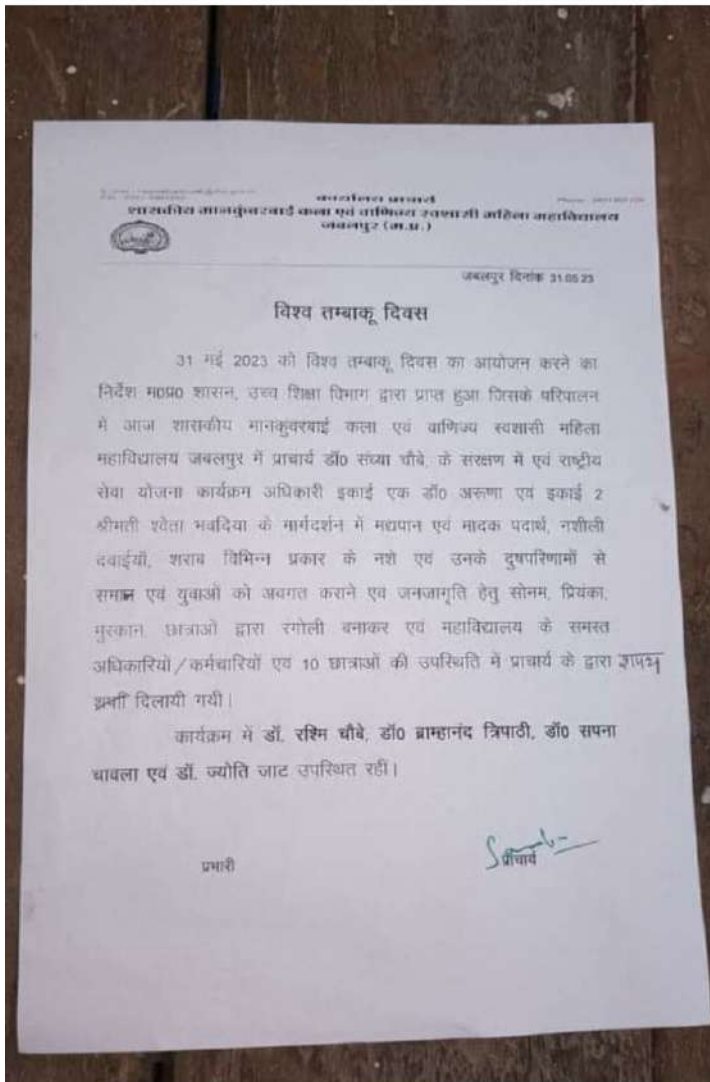 कार्यालय प्राचार्य
शासकीय मानकुंवरबाई कला एवं वाणिज्य स्वशासी महिला महाविद्यालय
जबलपुर (म.प्र.)
जबलपुर दिनांक 31.05.23
विश्व तम्बाकू दिवस
31 मई 2023 को विश्व तम्बाकू दिवस का आयोजन करने का
निर्देश म0प्र0 शासन, उच्च शिक्षा विभाग द्वारा प्राप्त हुआ जिसके परिपालन
में आज शासकीय मानकुंवरबाई कला एवं वाणिज्य स्वशासी महिला
महाविद्यालय जबलपुर में प्राचार्य डॉ0 संध्या चौबे, के संरक्षण में एवं राष्ट्रीय
सेवा योजना कार्यक्रम अधिकारी इकाई एक डॉ0 अरूणा एवं इकाई 2
श्रीमती श्वेता भवदिया के मार्गदर्शन में मद्यपान एवं मादक पदार्थ, नशीली
दवाईयाँ, शराब विभिन्न प्रकार के नशे एवं उनके दुषपरिणामों से
समाज एवं युवाओं को अवगत कराने एवं जनजागृति हेतु सोनम, प्रियंका,
मुस्कान, छात्राओं द्वारा रंगोली बनाकर एवं महाविद्यालय के समस्त
अधिकारियों/कर्मचारियों एवं 10 छात्राओं की उपस्थिति में प्राचार्य के द्वारा शपथ
दिलायी गयी।
कार्यक्रम में डॉ. रश्मि चौबे, डॉ0 ब्राम्हानंद त्रिपाठी, डॉ0 सपना
चावला एवं डॉ. ज्योति जाट उपस्थित रहीं।
प्रभारी
प्राचार्य